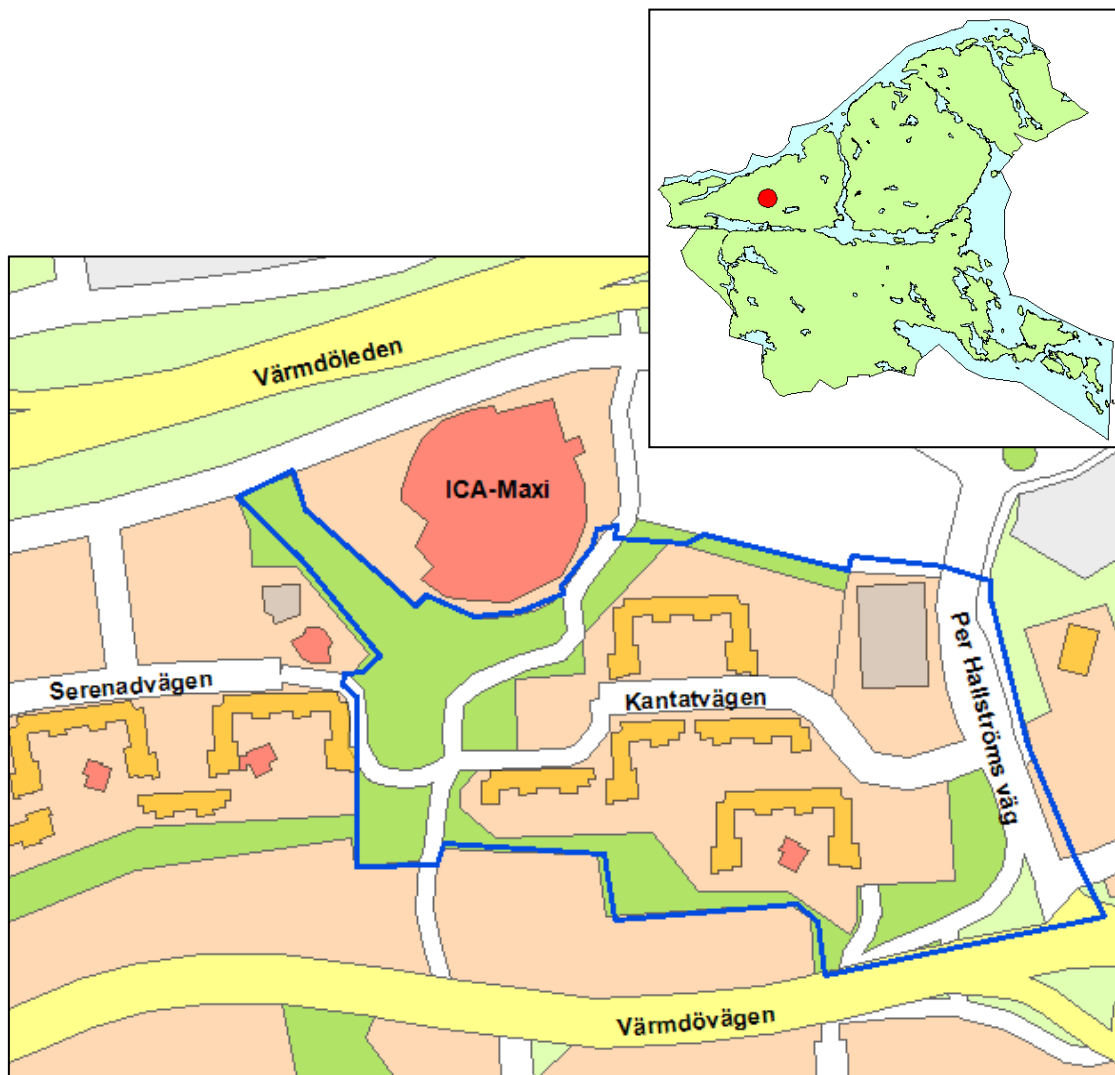 Värmdöleden
ICA-Maxi
Serenadvägen
Kantatvägen
Per Hallströms väg
Värmdövägen